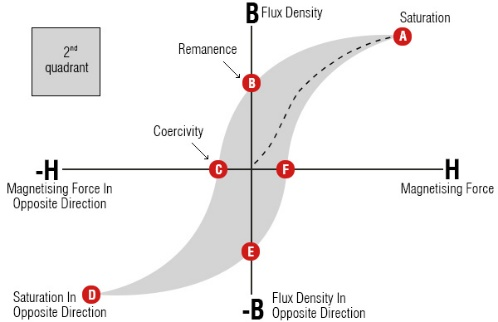 B Flux Density
Saturation
A
2nd
quadrant
Remanence
B
Coercivity
C
F
-H
Magnetising Force In
Opposite Direction
H
Magnetising Force
E
D
Saturation In
Opposite Direction
-B Flux Density In
Opposite Direction